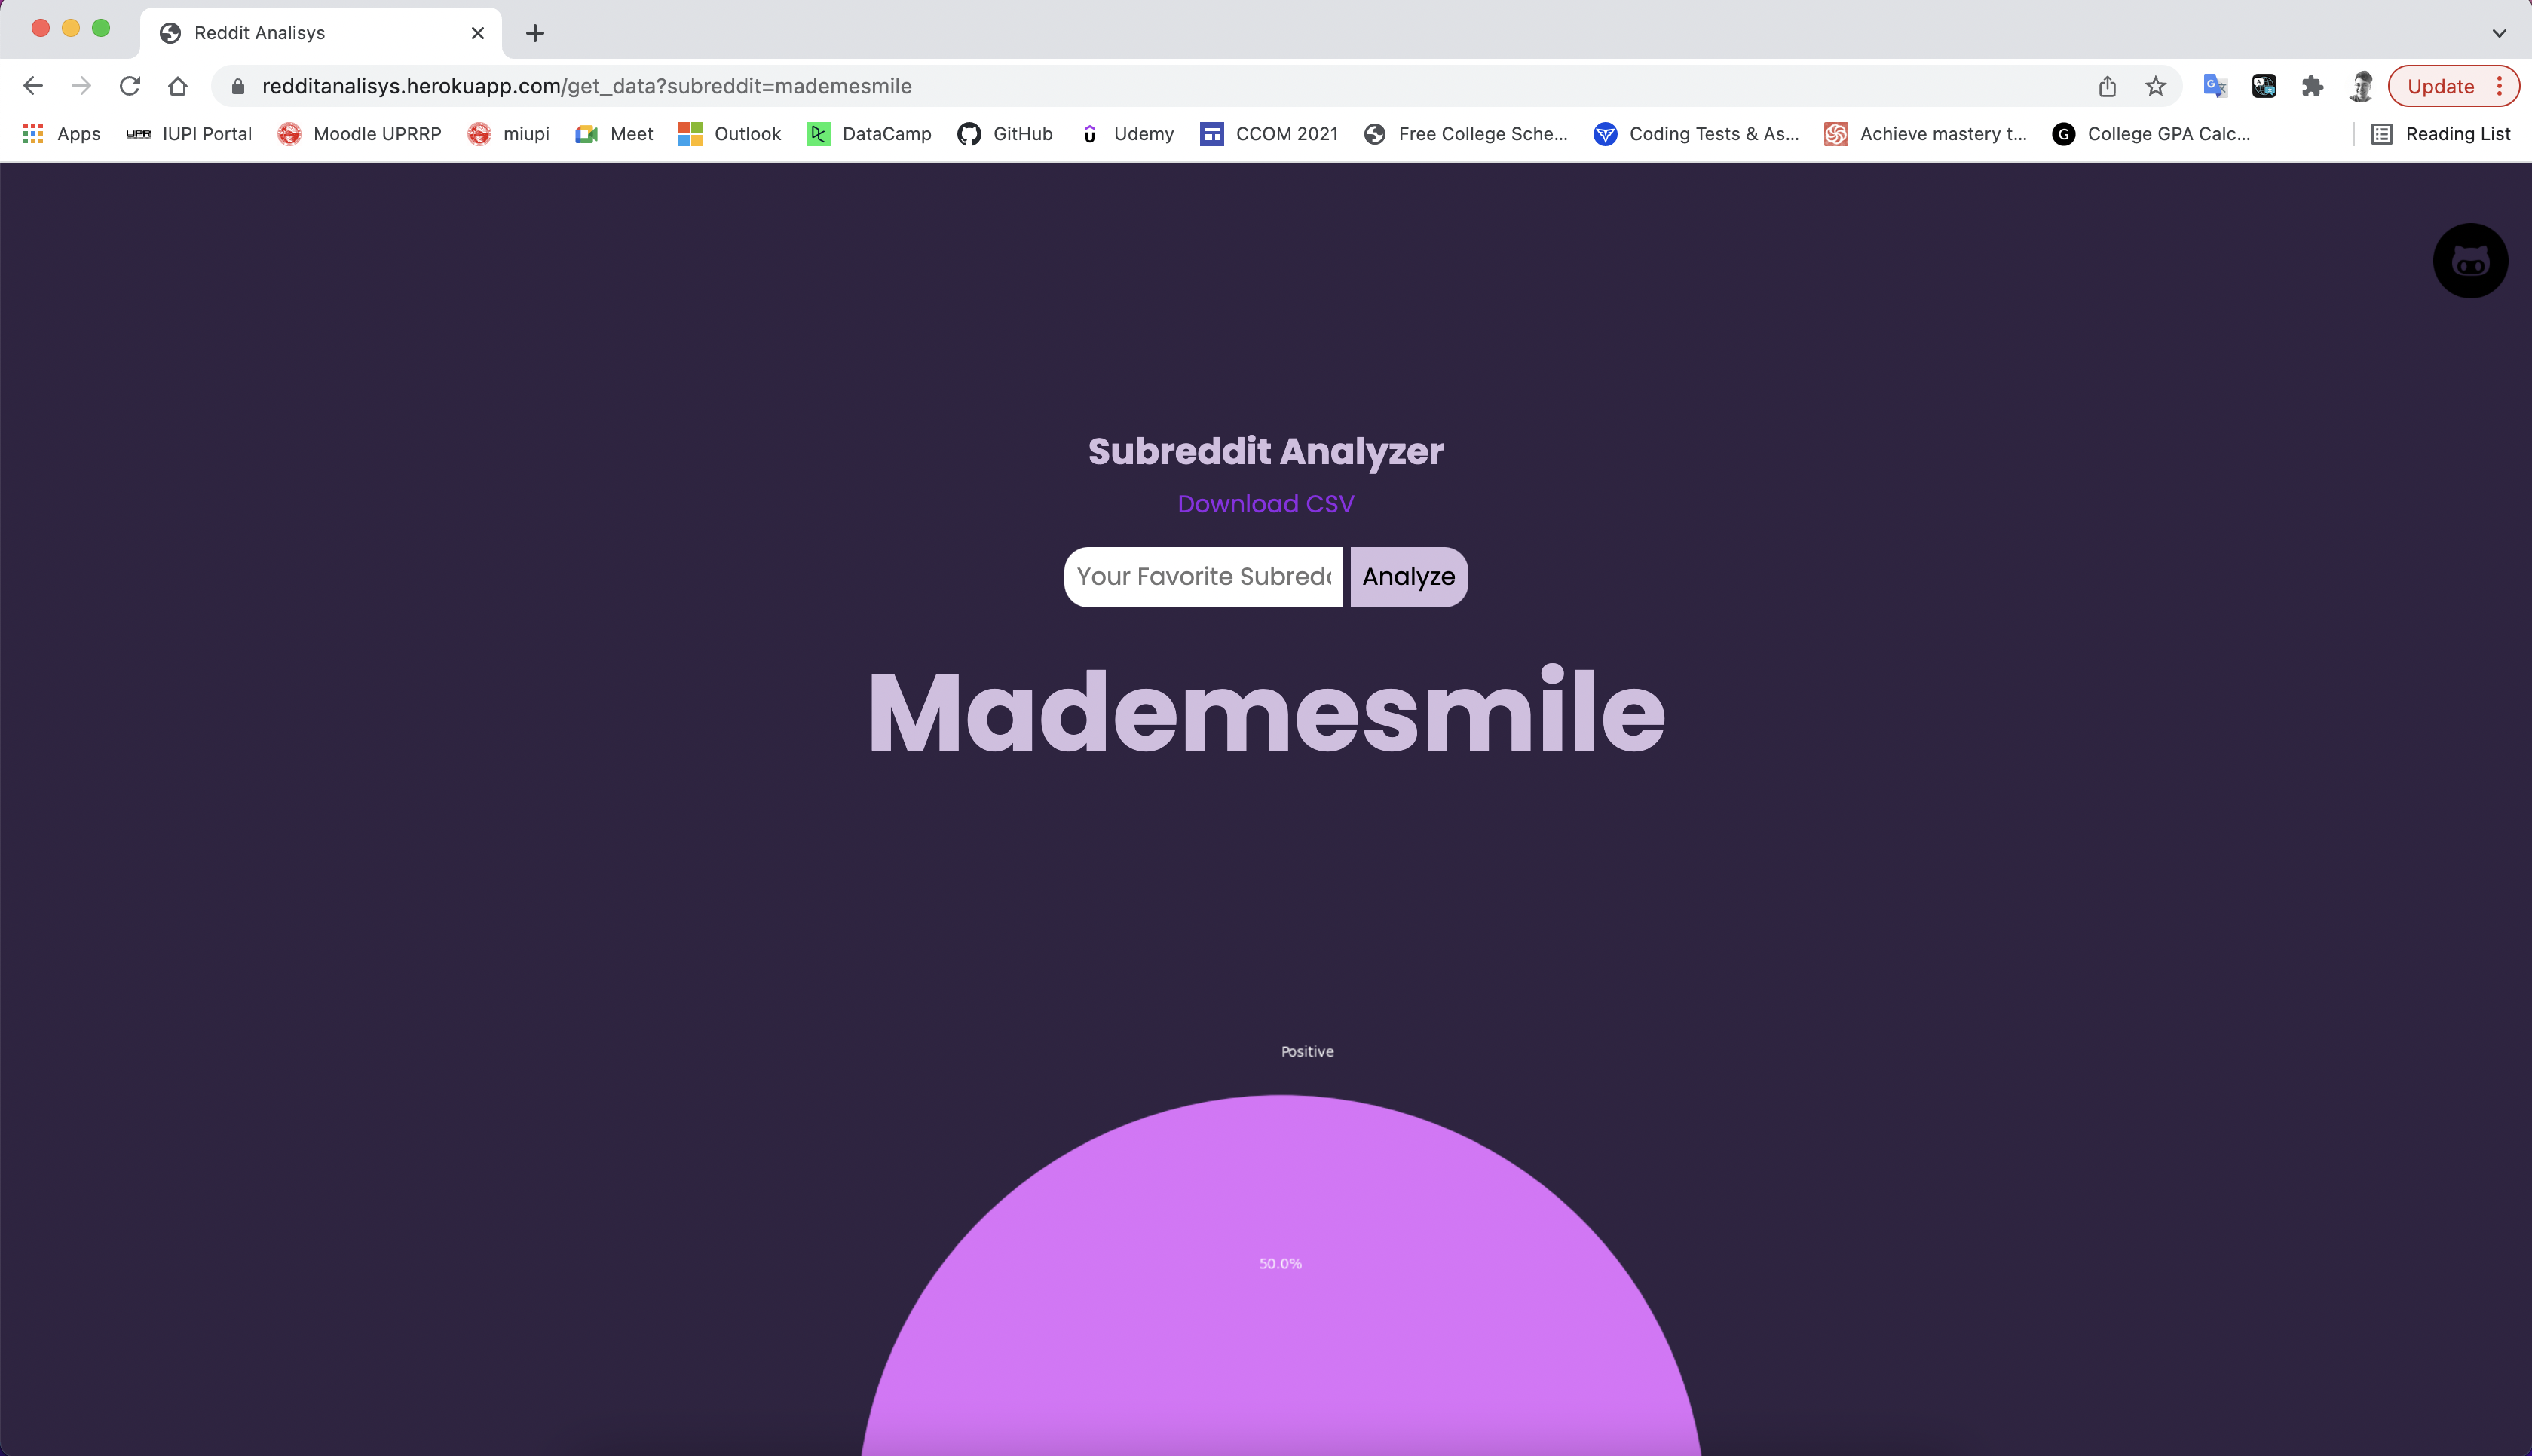 Reddit Analisys
redditanalisys.herokuapp.com/get_data?subreddit=mademesmile
Update
Apps
UPR IUPI Portal
Moodle UPRRP
miupi
Meet
Outlook
DataCamp
GitHub
Udemy
CCOM 2021
Free College Sche...
Coding Tests & As...
Achieve mastery t...
G College GPA Calc...
Reading List
Subreddit Analyzer
Download CSV
Your Favorite Subredd
Analyze
Mademesmile
Positive
50.0%